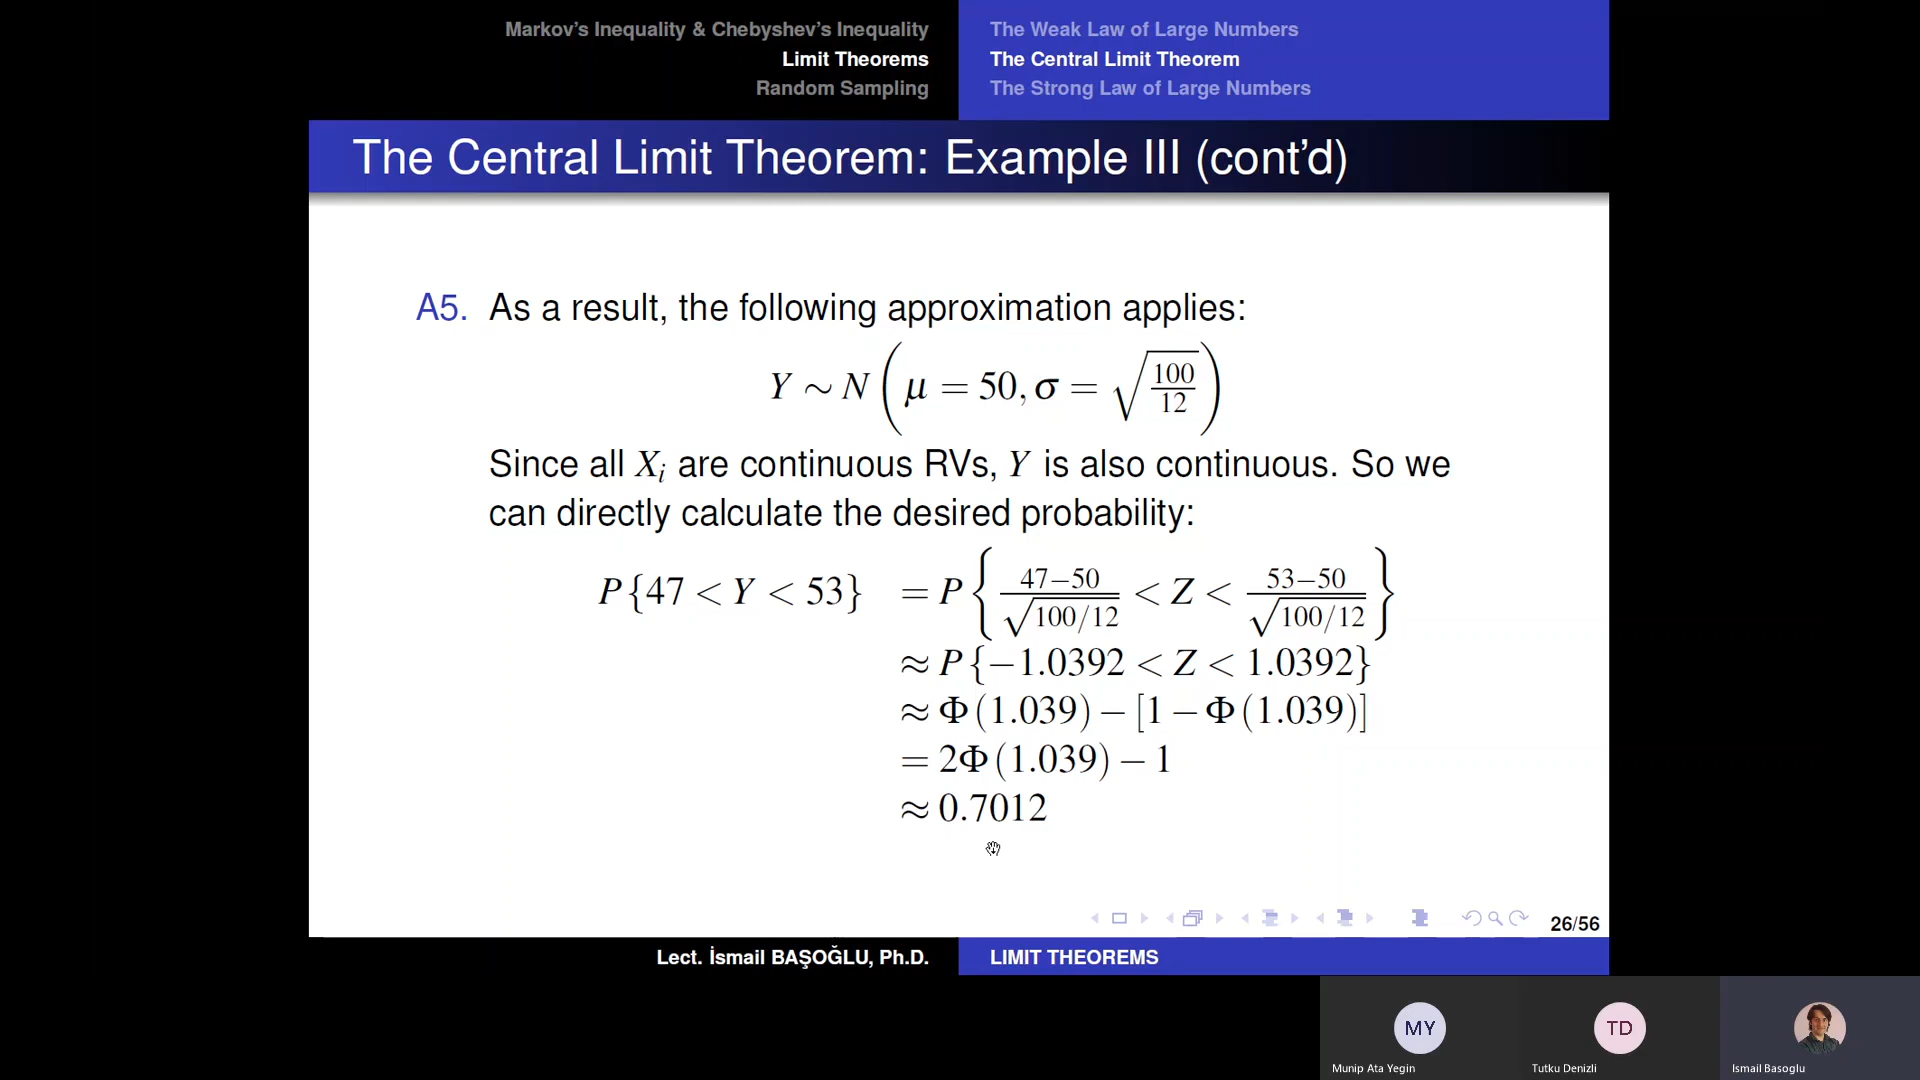 Markov's Inequality & Chebyshev's Inequality
Limit Theorems
Random Sampling
The Weak Law of Large Numbers
The Central Limit Theorem
The Strong Law of Large Numbers
The Central Limit Theorem: Example III (cont'd)
A5. As a result, the following approximation applies:
Y ∼ N(μ = 50, σ = √(100/12))
Since all Xᵢ are continuous RVs, Y is also continuous. So we
can directly calculate the desired probability:
P{47 < Y < 53} = P{(47−50)/√(100/12) < Z < (53−50)/√(100/12)}
≈ P{−1.0392 < Z < 1.0392}
≈ Φ(1.039) − [1 − Φ(1.039)]
= 2Φ(1.039) − 1
≈ 0.7012
26/56
Lect. İsmail BAŞOĞLU, Ph.D.
LIMIT THEOREMS
MY
TD
Munip Ata Yegin
Tutku Denizli
Ismail Basoglu